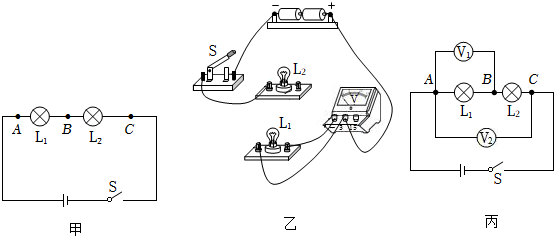 A L₁ B L₂ C
S
甲
− +
S
L₂
V
L₁
− 3 15
乙
V₁
A B C
L₁ L₂
V₂
S
丙